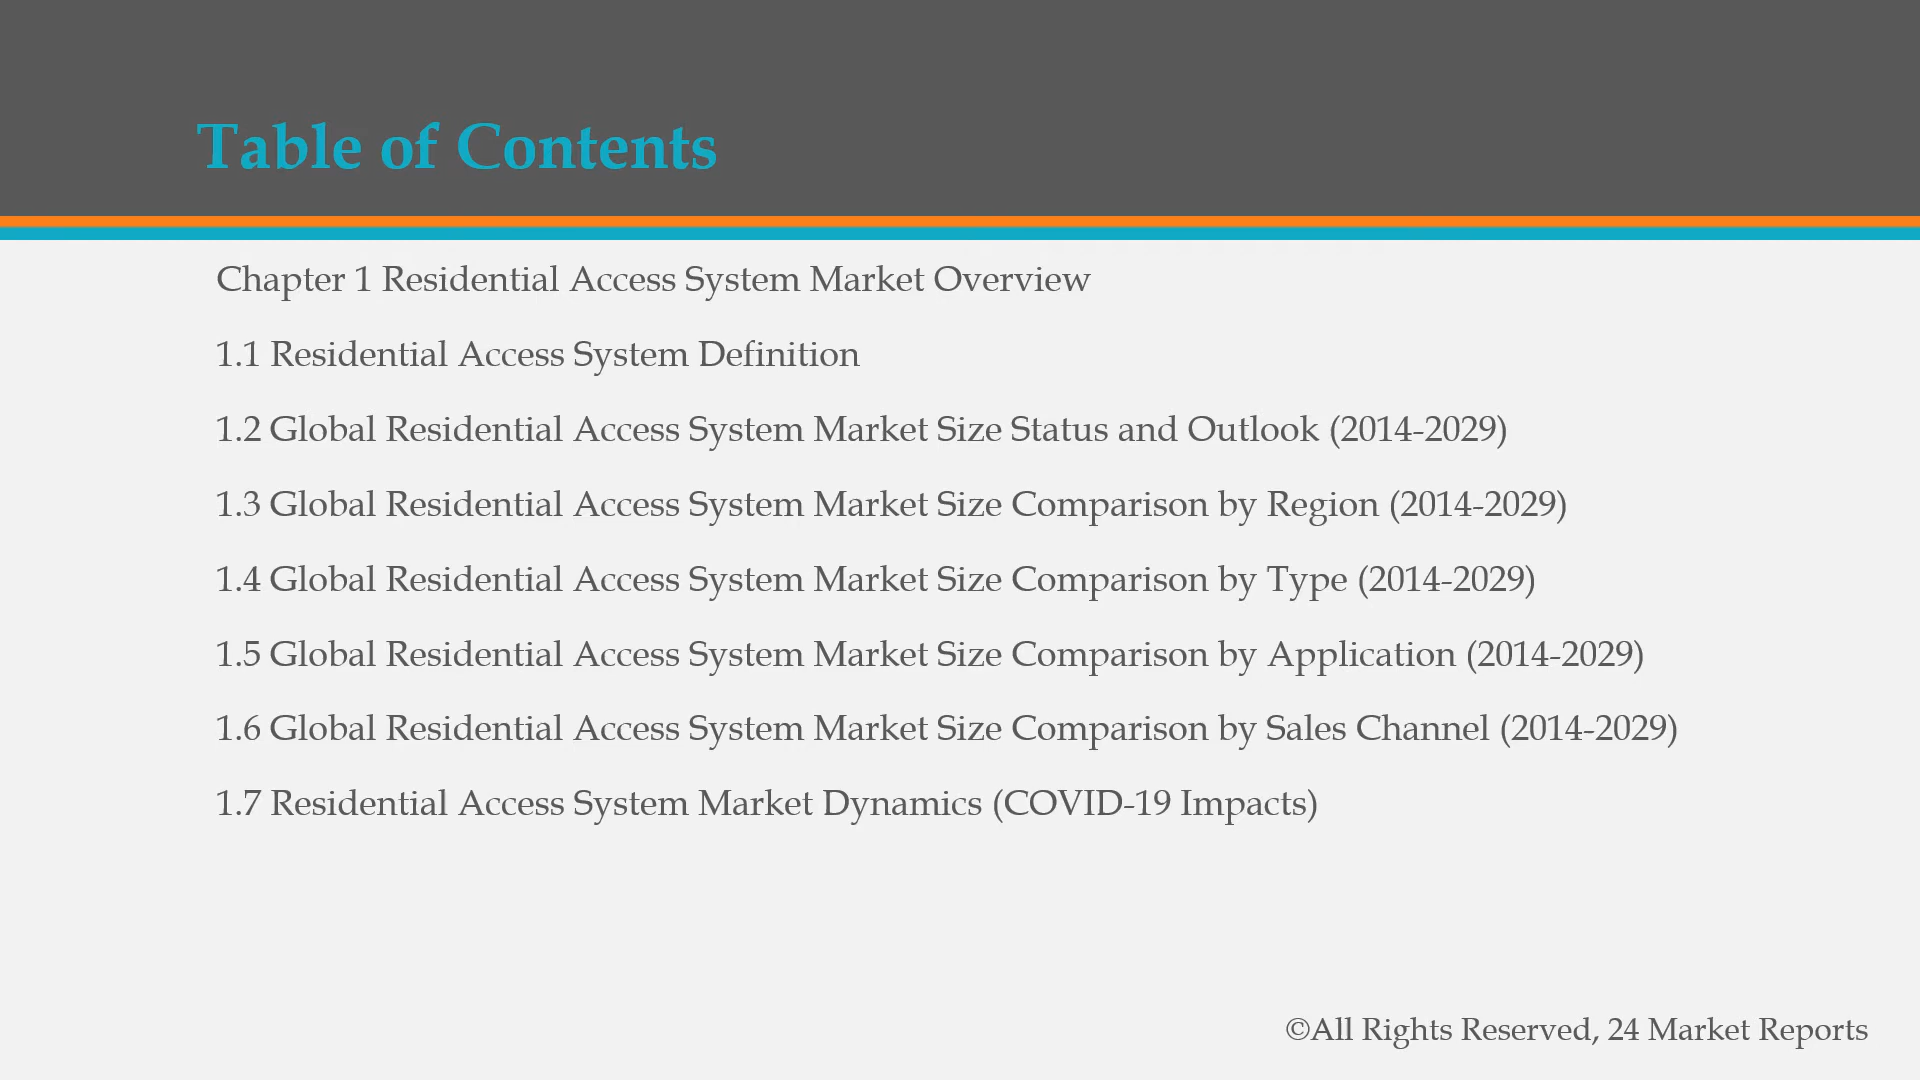 Table of Contents
Chapter 1 Residential Access System Market Overview
1.1 Residential Access System Definition
1.2 Global Residential Access System Market Size Status and Outlook (2014-2029)
1.3 Global Residential Access System Market Size Comparison by Region (2014-2029)
1.4 Global Residential Access System Market Size Comparison by Type (2014-2029)
1.5 Global Residential Access System Market Size Comparison by Application (2014-2029)
1.6 Global Residential Access System Market Size Comparison by Sales Channel (2014-2029)
1.7 Residential Access System Market Dynamics (COVID-19 Impacts)
©All Rights Reserved, 24 Market Reports